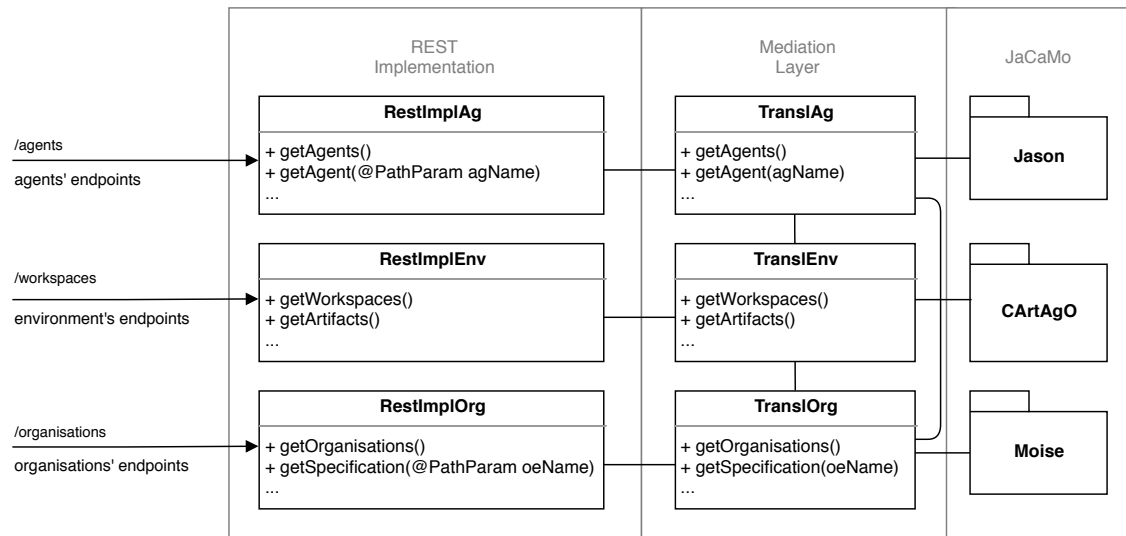 REST
Implementation
Mediation
Layer
JaCaMo
/agents
agents' endpoints
RestImplAg
+ getAgents()
+ getAgent(@PathParam agName)
...
TranslAg
+ getAgents()
+ getAgent(agName)
...
Jason
/workspaces
environment's endpoints
RestImplEnv
+ getWorkspaces()
+ getArtifacts()
...
TranslEnv
+ getWorkspaces()
+ getArtifacts()
...
CArtAgO
/organisations
organisations' endpoints
RestImplOrg
+ getOrganisations()
+ getSpecification(@PathParam oeName)
...
TranslOrg
+ getOrganisations()
+ getSpecification(oeName)
...
Moise